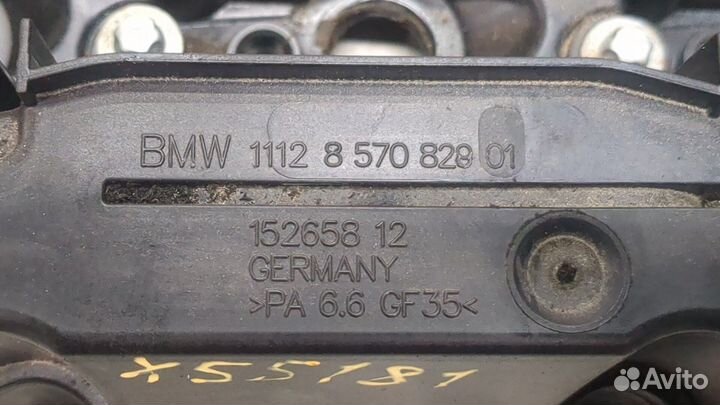 BMW 1112 8 570 828 01
152658 12
GERMANY
>PA 6.6 GF35<
X55181
Avito